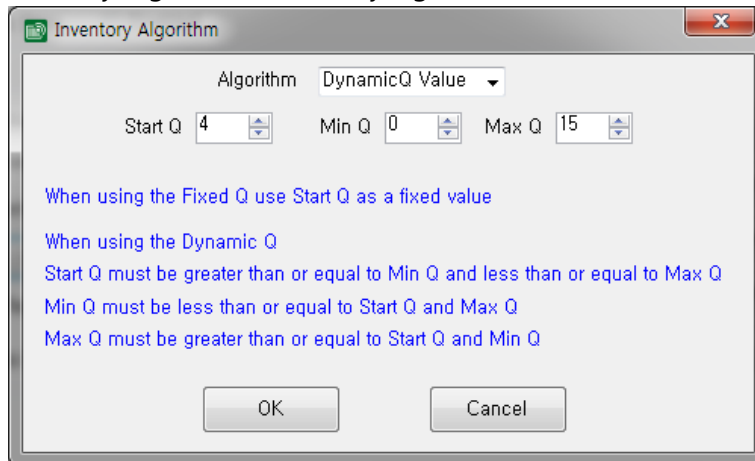 Inventory Algorithm
Algorithm DynamicQ Value
Start Q 4 Min Q 0 Max Q 15
When using the Fixed Q use Start Q as a fixed value
When using the Dynamic Q
Start Q must be greater than or equal to Min Q and less than or equal to Max Q
Min Q must be less than or equal to Start Q and Max Q
Max Q must be greater than or equal to Start Q and Min Q
OK Cancel